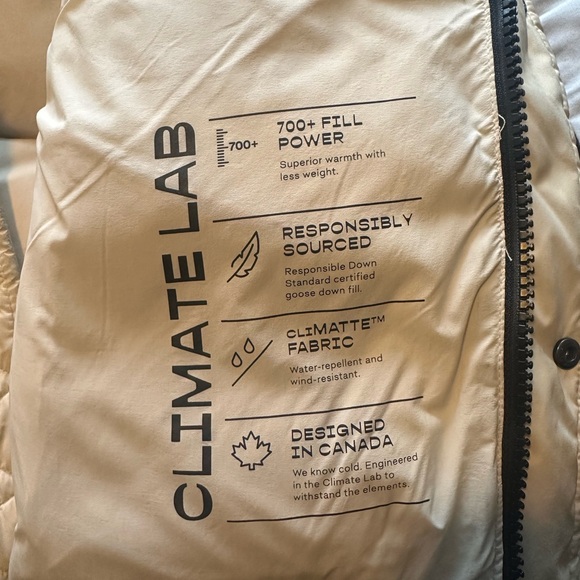 CLIMATE LAB
700+
700+ FILL
POWER
Superior warmth with
less weight.
RESPONSIBLY
SOURCED
Responsible Down
Standard certified
goose down fill.
CLIMATTE™
FABRIC
Water-repellent and
wind-resistant.
DESIGNED
IN CANADA
We know cold. Engineered
in the Climate Lab to
withstand the elements.